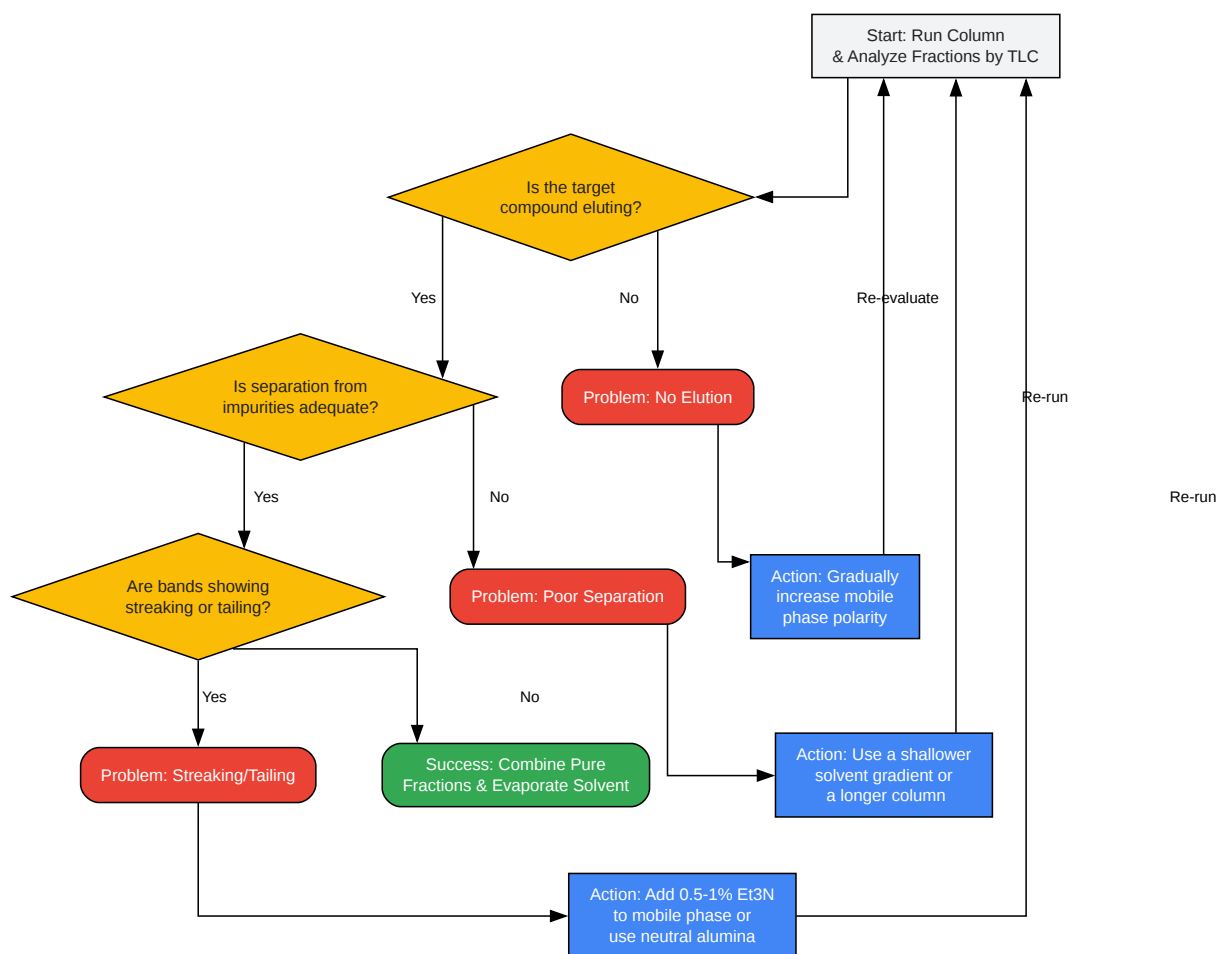 Start: Run Column
& Analyze Fractions by TLC
Is the target
compound eluting?
Yes
No
Re-evaluate
Is separation from
impurities adequate?
Problem: No Elution
Re-run
Yes
No
Re-run
Are bands showing
streaking or tailing?
Problem: Poor Separation
Action: Gradually
increase mobile
phase polarity
Yes
No
Problem: Streaking/Tailing
Success: Combine Pure
Fractions & Evaporate Solvent
Action: Use a shallower
solvent gradient or
a longer column
Action: Add 0.5-1% Et3N
to mobile phase or
use neutral alumina